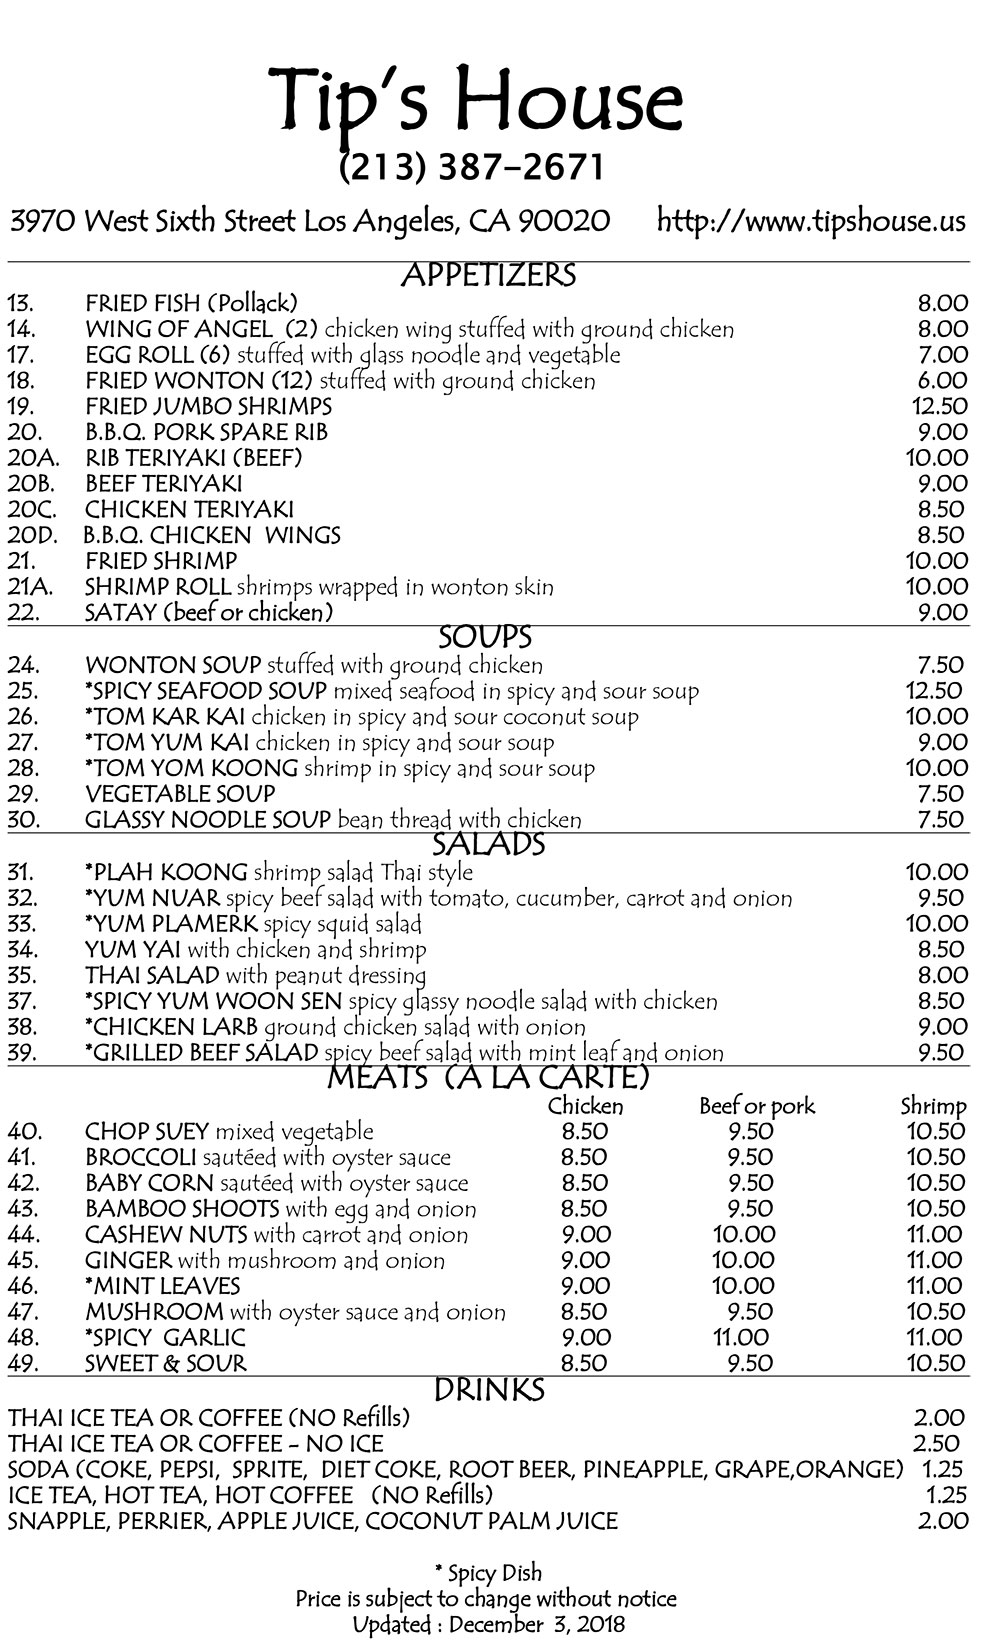 Tip's House
(213) 387-2671
3970 West Sixth Street Los Angeles, CA 90020 http://www.tipshouse.us
APPETIZERS
13. FRIED FISH (Pollack) 8.00
14. WING OF ANGEL (2) chicken wing stuffed with ground chicken 8.00
17. EGG ROLL (6) stuffed with glass noodle and vegetable 7.00
18. FRIED WONTON (12) stuffed with ground chicken 6.00
19. FRIED JUMBO SHRIMPS 12.50
20. B.B.Q. PORK SPARE RIB 9.00
20A. RIB TERIYAKI (BEEF) 10.00
20B. BEEF TERIYAKI 9.00
20C. CHICKEN TERIYAKI 8.50
20D. B.B.Q. CHICKEN WINGS 8.50
21. FRIED SHRIMP 10.00
21A. SHRIMP ROLL shrimps wrapped in wonton skin 10.00
22. SATAY (beef or chicken) 9.00
SOUPS
24. WONTON SOUP stuffed with ground chicken 7.50
25. *SPICY SEAFOOD SOUP mixed seafood in spicy and sour soup 12.50
26. *TOM KAR KAI chicken in spicy and sour coconut soup 10.00
27. *TOM YUM KAI chicken in spicy and sour soup 9.00
28. *TOM YOM KOONG shrimp in spicy and sour soup 10.00
29. VEGETABLE SOUP 7.50
30. GLASSY NOODLE SOUP bean thread with chicken 7.50
SALADS
31. *PLAH KOONG shrimp salad Thai style 10.00
32. *YUM NUAR spicy beef salad with tomato, cucumber, carrot and onion 9.50
33. *YUM PLAMERK spicy squid salad 10.00
34. YUM YAI with chicken and shrimp 8.50
35. THAI SALAD with peanut dressing 8.00
37. *SPICY YUM WOON SEN spicy glassy noodle salad with chicken 8.50
38. *CHICKEN LARB ground chicken salad with onion 9.00
39. *GRILLED BEEF SALAD spicy beef salad with mint leaf and onion 9.50
MEATS (A LA CARTE)
Chicken Beef or pork Shrimp
40. CHOP SUEY mixed vegetable 8.50 9.50 10.50
41. BROCCOLI sautéed with oyster sauce 8.50 9.50 10.50
42. BABY CORN sautéed with oyster sauce 8.50 9.50 10.50
43. BAMBOO SHOOTS with egg and onion 8.50 9.50 10.50
44. CASHEW NUTS with carrot and onion 9.00 10.00 11.00
45. GINGER with mushroom and onion 9.00 10.00 11.00
46. *MINT LEAVES 9.00 10.00 11.00
47. MUSHROOM with oyster sauce and onion 8.50 9.50 10.50
48. *SPICY GARLIC 9.00 11.00 11.00
49. SWEET & SOUR 8.50 9.50 10.50
DRINKS
THAI ICE TEA OR COFFEE (NO Refills) 2.00
THAI ICE TEA OR COFFEE - NO ICE 2.50
SODA (COKE, PEPSI, SPRITE, DIET COKE, ROOT BEER, PINEAPPLE, GRAPE,ORANGE) 1.25
ICE TEA, HOT TEA, HOT COFFEE (NO Refills) 1.25
SNAPPLE, PERRIER, APPLE JUICE, COCONUT PALM JUICE 2.00
* Spicy Dish
Price is subject to change without notice
Updated : December 3, 2018